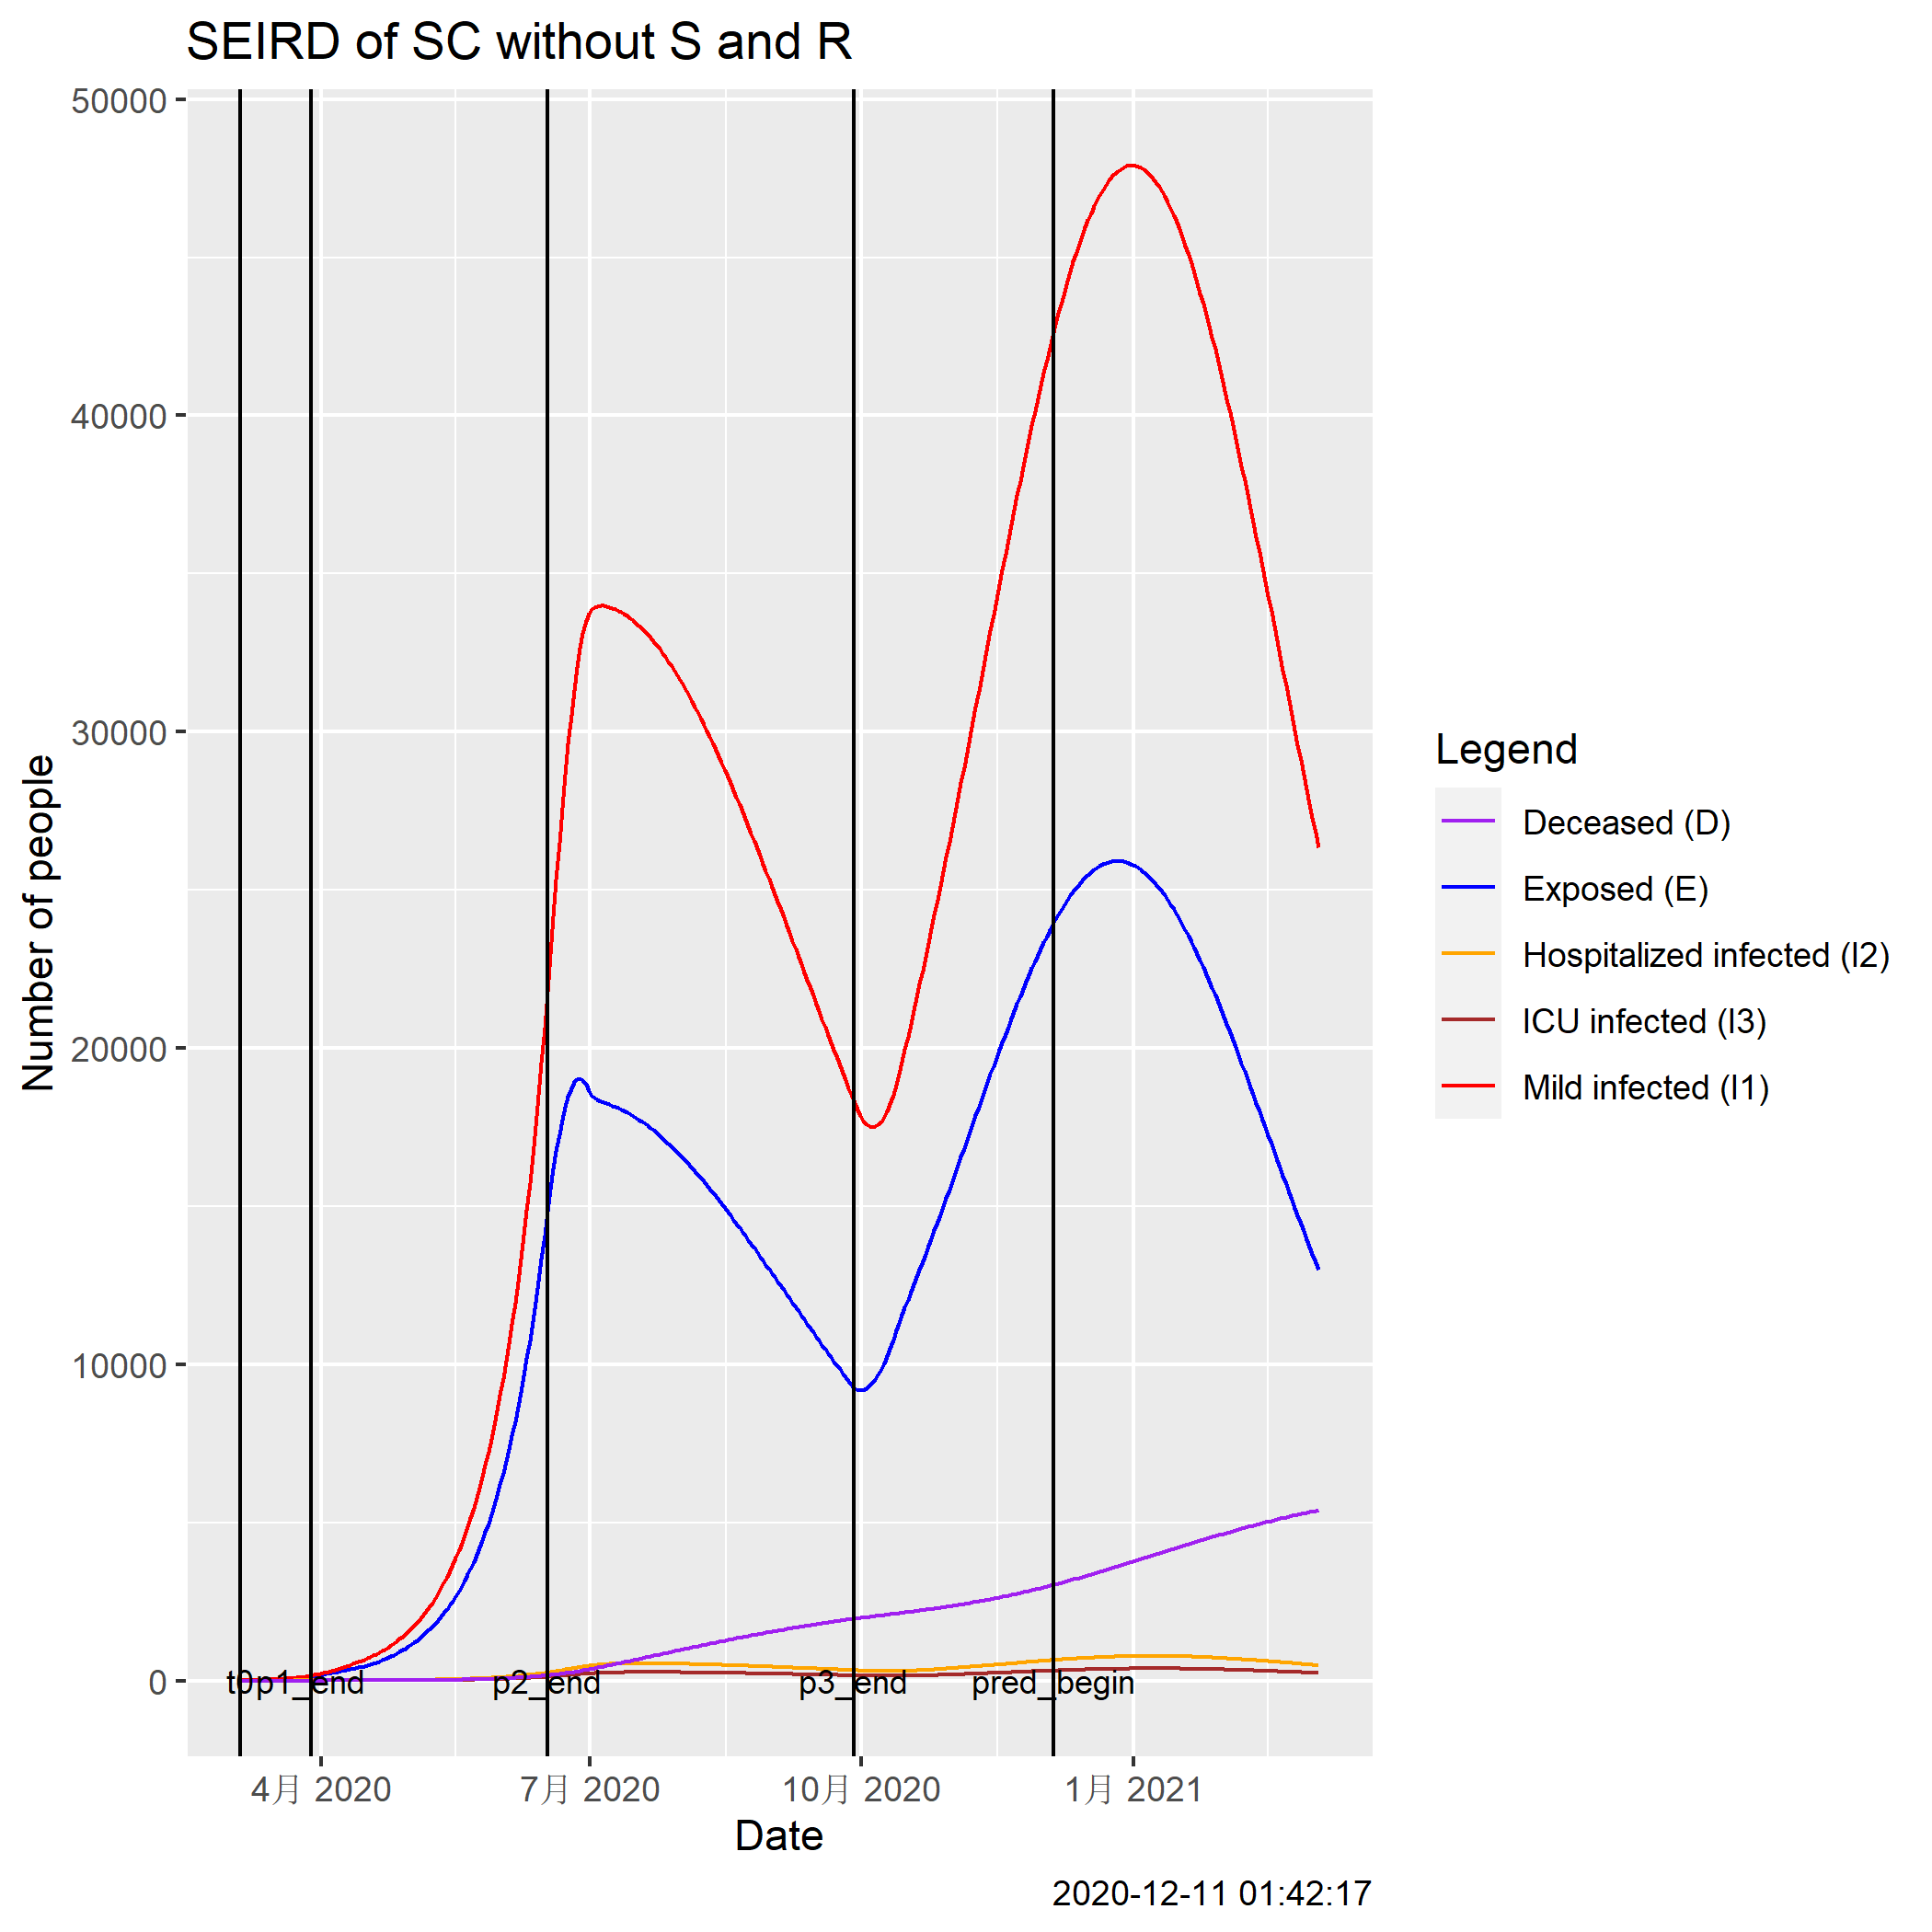 SEIRD of SC without S and R
50000
40000
30000
20000
10000
0
Number of people
t0p1_end
p2_end
p3_end
pred_begin
4月 2020
7月 2020
10月 2020
1月 2021
Date
Legend
Deceased (D)
Exposed (E)
Hospitalized infected (I2)
ICU infected (I3)
Mild infected (I1)
2020-12-11 01:42:17